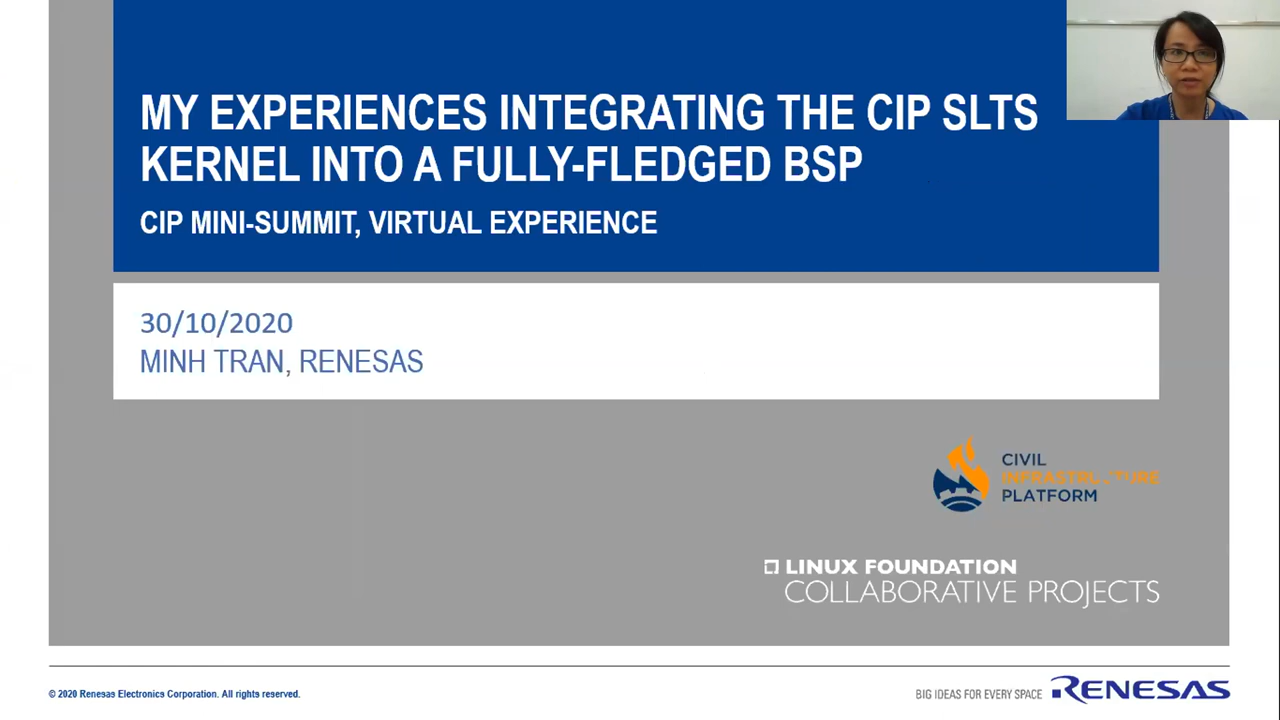 MY EXPERIENCES INTEGRATING THE CIP SLTS
KERNEL INTO A FULLY-FLEDGED BSP
CIP MINI-SUMMIT, VIRTUAL EXPERIENCE
30/10/2020
MINH TRAN, RENESAS
CIVIL
INFRASTRUCTURE
PLATFORM
LINUX FOUNDATION
COLLABORATIVE PROJECTS
© 2020 Renesas Electronics Corporation. All rights reserved.
BIG IDEAS FOR EVERY SPACE RENESAS